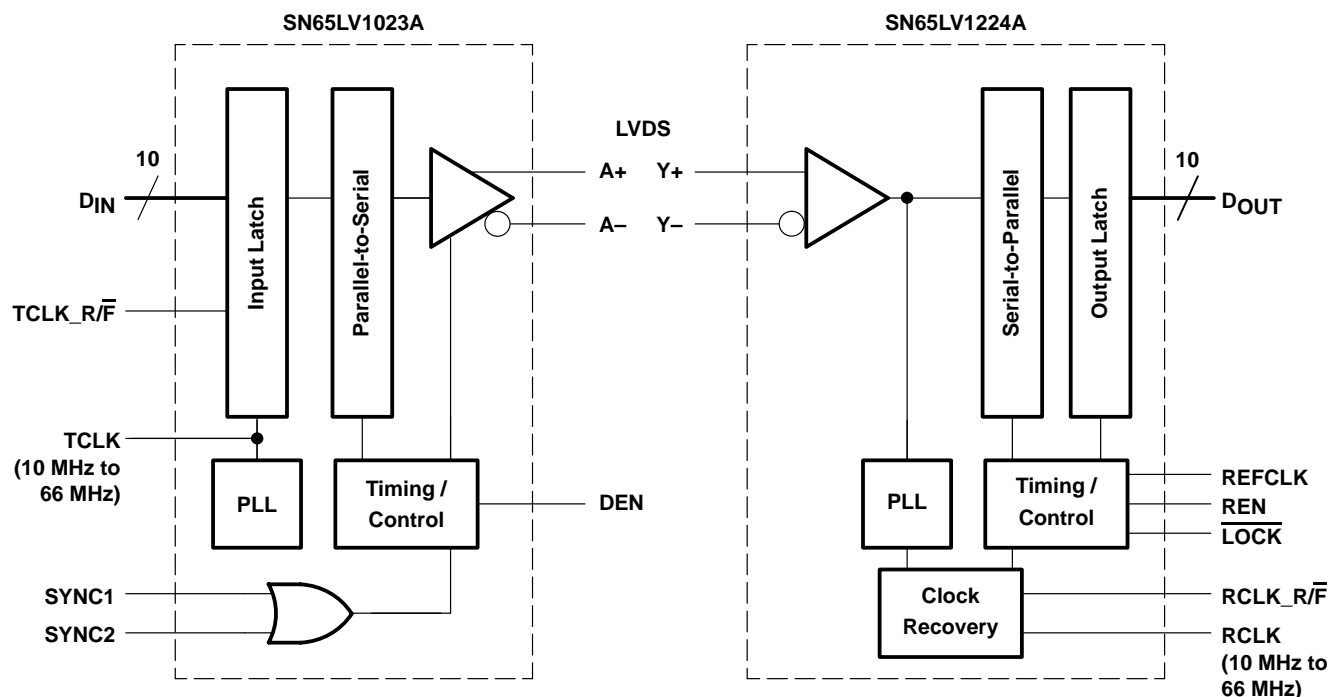 SN65LV1023A
SN65LV1224A
LVDS
10
DIN
A+
Y+
A–
Y–
10
DOUT
Input Latch
Parallel-to-Serial
Serial-to-Parallel
Output Latch
TCLK_R/F̅
TCLK
(10 MHz to
66 MHz)
PLL
Timing /
Control
DEN
PLL
Timing /
Control
REFCLK
REN
L̅O̅C̅K̅
SYNC1
SYNC2
Clock
Recovery
RCLK_R/F̅
RCLK
(10 MHz to
66 MHz)